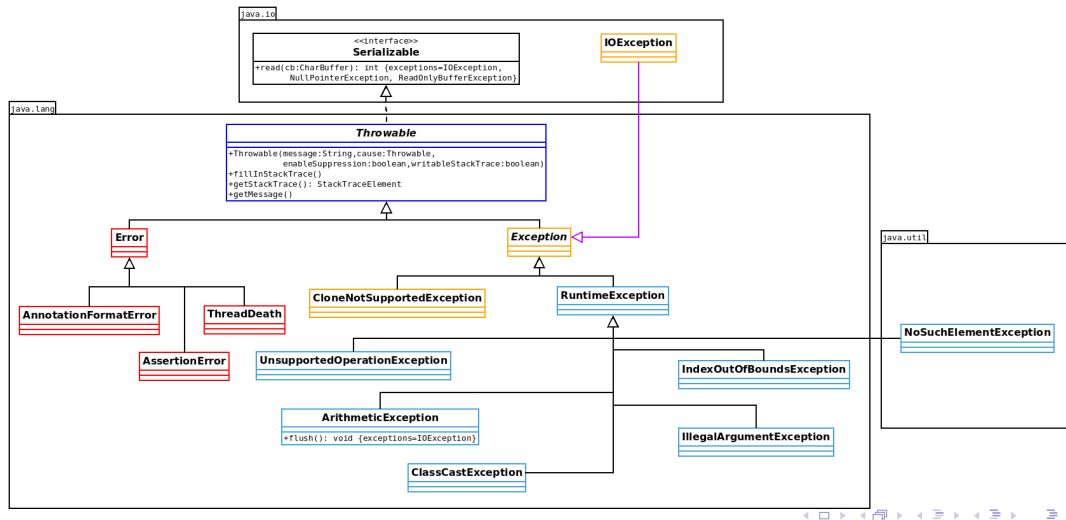 java.io
<<interface>>
Serializable
+read(cb:CharBuffer): int {exceptions=IOException,
NullPointerException, ReadOnlyBufferException}
IOException
java.lang
Throwable
+Throwable(message:String,cause:Throwable,
enableSuppression:boolean,writableStackTrace:boolean)
+fillInStackTrace()
+getStackTrace(): StackTraceElement
+getMessage()
Error
Exception
java.util
AnnotationFormatError
ThreadDeath
AssertionError
CloneNotSupportedException
RuntimeException
NoSuchElementException
UnsupportedOperationException
IndexOutOfBoundsException
ArithmeticException
+flush(): void {exceptions=IOException}
IllegalArgumentException
ClassCastException